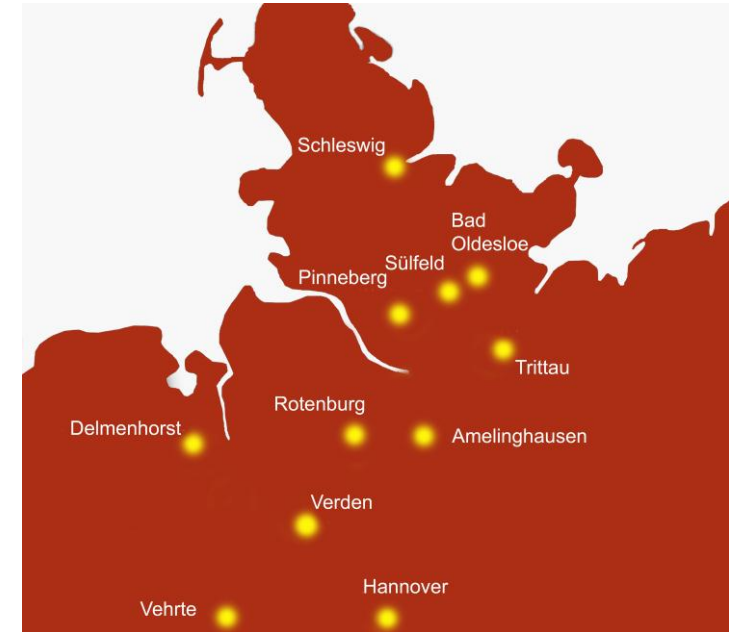 Schleswig
Bad
Oldesloe
Sülfeld
Pinneberg
Trittau
Rotenburg
Delmenhorst
Amelinghausen
Verden
Hannover
Vehrte